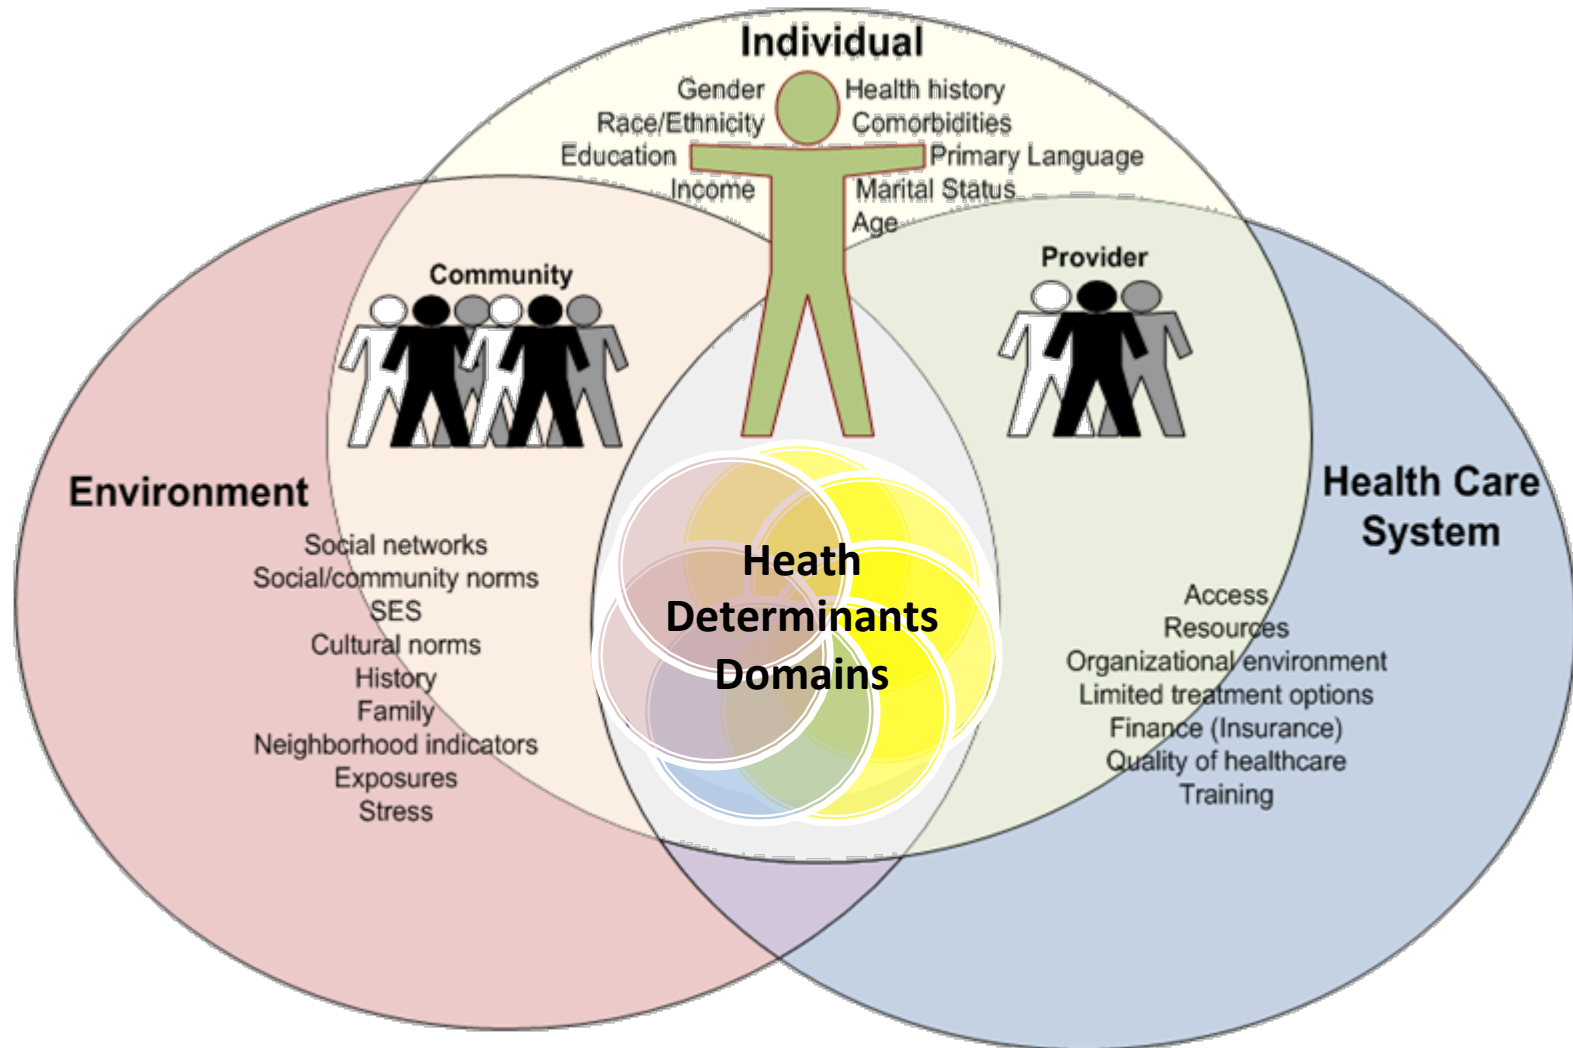 Individual
Gender
Race/Ethnicity
Education
Income
Health history
Comorbidities
Primary Language
Marital Status
Age
Community
Provider
Environment
Social networks
Social/community norms
SES
Cultural norms
History
Family
Neighborhood indicators
Exposures
Stress
Heath
Determinants
Domains
Health Care
System
Access
Resources
Organizational environment
Limited treatment options
Finance (Insurance)
Quality of healthcare
Training